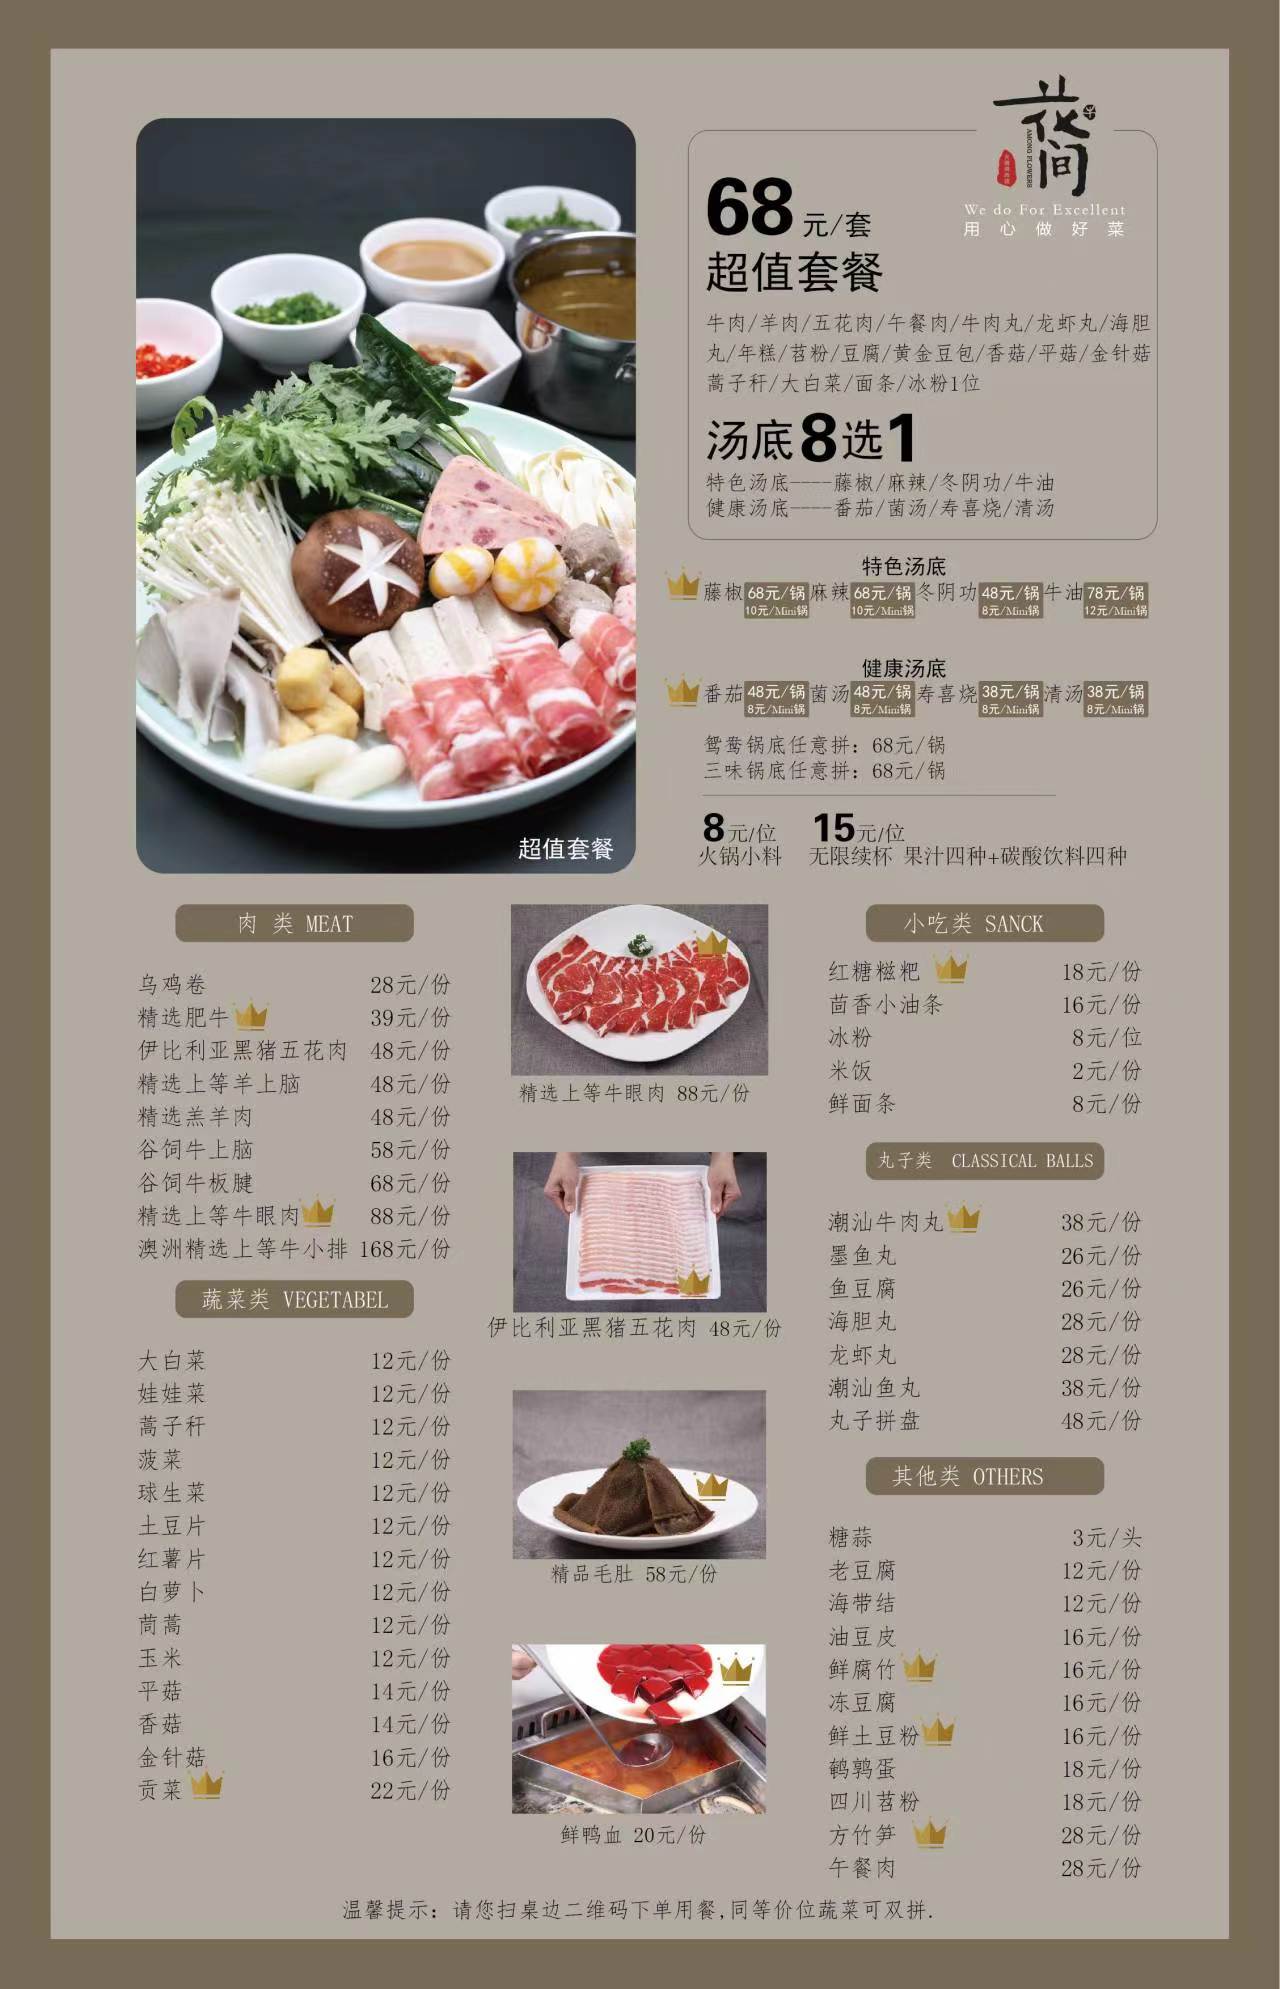 花间
AMONG FLOWERS
We do For Excellent
用心做好菜
68元/套
超值套餐
牛肉/羊肉/五花肉/午餐肉/牛肉丸/龙虾丸/海胆
丸/年糕/苕粉/豆腐/黄金豆包/香菇/平菇/金针菇
蒿子秆/大白菜/面条/冰粉1位
汤底8选1
特色汤底----藤椒/麻辣/冬阴功/牛油
健康汤底----番茄/菌汤/寿喜烧/清汤
超值套餐
特色汤底
藤椒 68元/锅 麻辣 68元/锅 冬阴功 48元/锅 牛油 78元/锅
10元/Mini锅 10元/Mini锅 8元/Mini锅 12元/Mini锅
健康汤底
番茄 48元/锅 菌汤 48元/锅 寿喜烧 38元/锅 清汤 38元/锅
8元/Mini锅 8元/Mini锅 8元/Mini锅 8元/Mini锅
鸳鸯锅底任意拼：68元/锅
三味锅底任意拼：68元/锅
8元/位 15元/位
火锅小料 无限续杯 果汁四种+碳酸饮料四种
肉 类 MEAT
乌鸡卷 28元/份
精选肥牛 39元/份
伊比利亚黑猪五花肉 48元/份
精选上等羊上脑 48元/份
精选羔羊肉 48元/份
谷饲牛上脑 58元/份
谷饲牛板腱 68元/份
精选上等牛眼肉 88元/份
澳洲精选上等牛小排 168元/份
蔬菜类 VEGETABEL
大白菜 12元/份
娃娃菜 12元/份
蒿子秆 12元/份
菠菜 12元/份
球生菜 12元/份
土豆片 12元/份
红薯片 12元/份
白萝卜 12元/份
茼蒿 12元/份
玉米 12元/份
平菇 14元/份
香菇 14元/份
金针菇 16元/份
贡菜 22元/份
精选上等牛眼肉 88元/份
伊比利亚黑猪五花肉 48元/份
精品毛肚 58元/份
鲜鸭血 20元/份
小吃类 SANCK
红糖糍粑 18元/份
茴香小油条 16元/份
冰粉 8元/位
米饭 2元/份
鲜面条 8元/份
丸子类 CLASSICAL BALLS
潮汕牛肉丸 38元/份
墨鱼丸 26元/份
鱼豆腐 26元/份
海胆丸 28元/份
龙虾丸 28元/份
潮汕鱼丸 38元/份
丸子拼盘 48元/份
其他类 OTHERS
糖蒜 3元/头
老豆腐 12元/份
海带结 12元/份
油豆皮 16元/份
鲜腐竹 16元/份
冻豆腐 16元/份
鲜土豆粉 16元/份
鹌鹑蛋 18元/份
四川苕粉 18元/份
方竹笋 28元/份
午餐肉 28元/份
温馨提示：请您扫桌边二维码下单用餐,同等价位蔬菜可双拼.